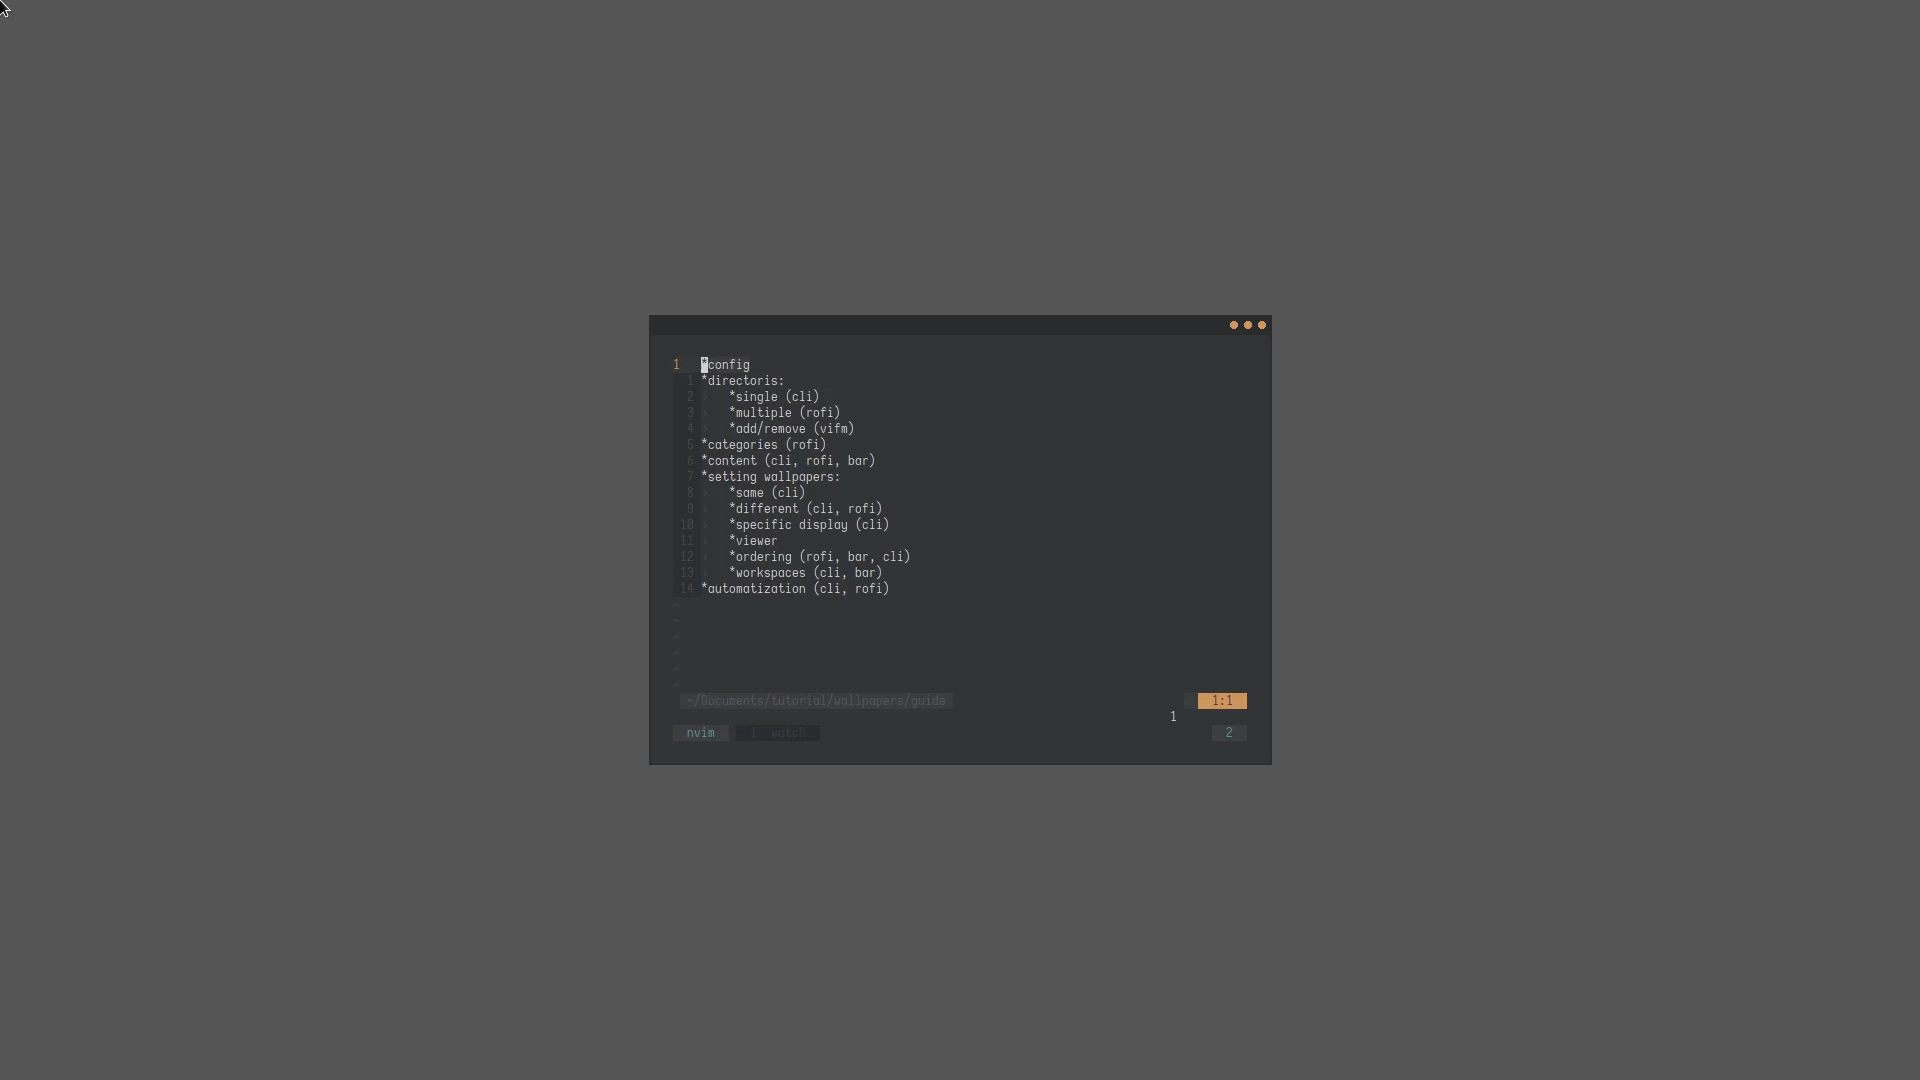 1 *config
1 *directoris:
2 *single (cli)
3 *multiple (rofi)
4 *add/remove (vifm)
5 *categories (rofi)
6 *content (cli, rofi, bar)
7 *setting wallpapers:
8 *same (cli)
9 *different (cli, rofi)
10 *specific display (cli)
11 *viewer
12 *ordering (rofi, bar, cli)
13 *workspaces (cli, bar)
14 *automatization (cli, rofi)
~
~
~
~
~
~
~/Documents/tutorial/wallpapers/guide 1:1
1
nvim 1 watch 2